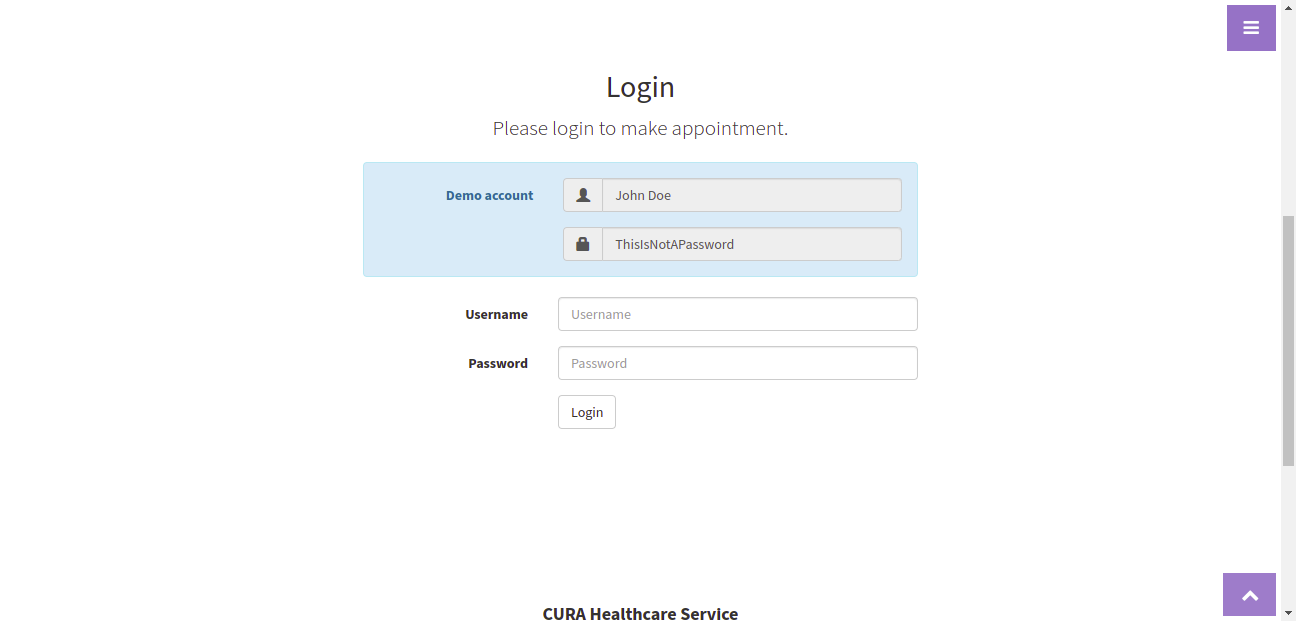 Login
Please login to make appointment.
Demo account
John Doe
ThisIsNotAPassword
Username
Username
Password
Password
Login
CURA Healthcare Service